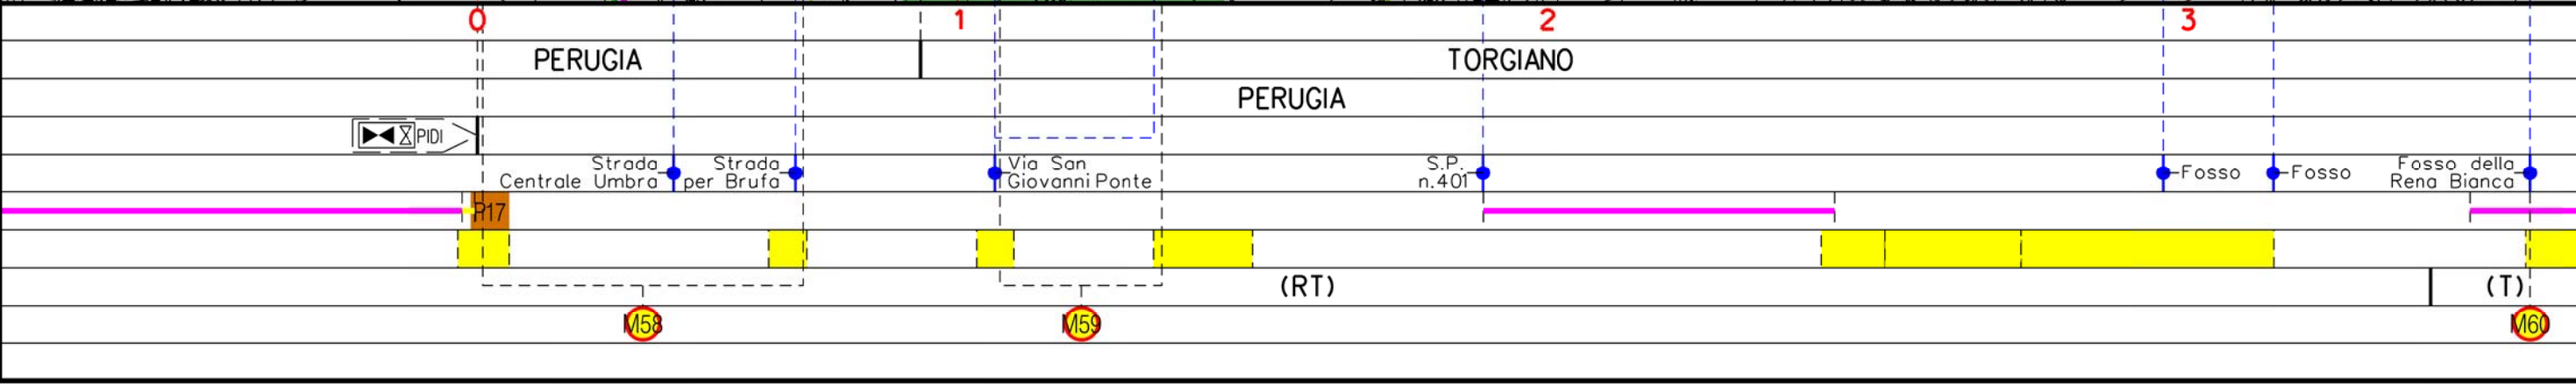 0 1 2 3
PERUGIA TORGIANO
PERUGIA
PIDI
Strada
Centrale Umbra
Strada
per Brufa
Via San
Giovanni Ponte
S.P.
n.401
Fosso
Fosso
Fosso della
Rena Bianca
P17
(RT) (T)
M58 M59 M60